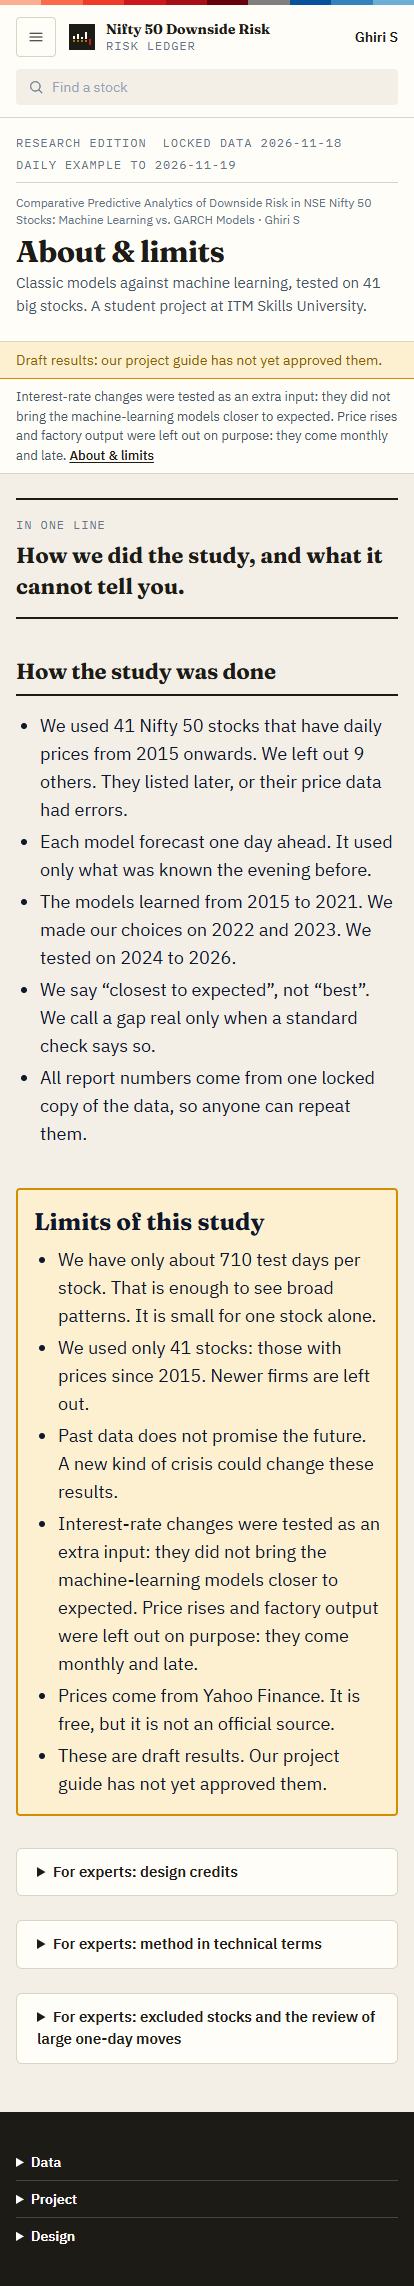 Nifty 50 Downside Risk
RISK LEDGER
Ghiri S
Find a stock
RESEARCH EDITION LOCKED DATA 2026-11-18
DAILY EXAMPLE TO 2026-11-19
Comparative Predictive Analytics of Downside Risk in NSE Nifty 50
Stocks: Machine Learning vs. GARCH Models · Ghiri S
About & limits
Classic models against machine learning, tested on 41
big stocks. A student project at ITM Skills University.
Draft results: our project guide has not yet approved them.
Interest-rate changes were tested as an extra input: they did not
bring the machine-learning models closer to expected. Price rises
and factory output were left out on purpose: they come monthly
and late. About & limits
IN ONE LINE
How we did the study, and what it
cannot tell you.
How the study was done
• We used 41 Nifty 50 stocks that have daily
prices from 2015 onwards. We left out 9
others. They listed later, or their price data
had errors.
• Each model forecast one day ahead. It used
only what was known the evening before.
• The models learned from 2015 to 2021. We
made our choices on 2022 and 2023. We
tested on 2024 to 2026.
• We say “closest to expected”, not “best”.
We call a gap real only when a standard
check says so.
• All report numbers come from one locked
copy of the data, so anyone can repeat
them.
Limits of this study
• We have only about 710 test days per
stock. That is enough to see broad
patterns. It is small for one stock alone.
• We used only 41 stocks: those with
prices since 2015. Newer firms are left
out.
• Past data does not promise the future.
A new kind of crisis could change these
results.
• Interest-rate changes were tested as an
extra input: they did not bring the
machine-learning models closer to
expected. Price rises and factory output
were left out on purpose: they come
monthly and late.
• Prices come from Yahoo Finance. It is
free, but it is not an official source.
• These are draft results. Our project
guide has not yet approved them.
▶ For experts: design credits
▶ For experts: method in technical terms
▶ For experts: excluded stocks and the review of
large one-day moves
▶ Data
▶ Project
▶ Design